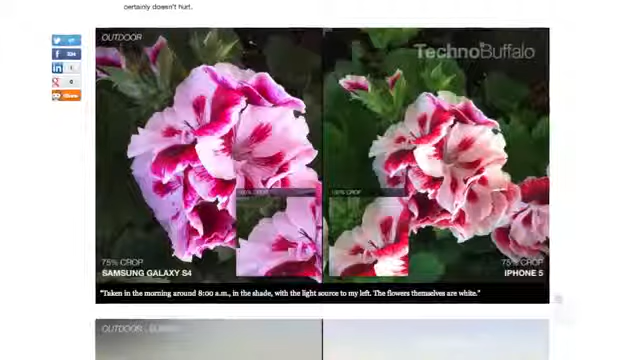 certainly doesn't hurt.
OUTDOOR
TechnoBuffalo
100% CROP
100% CROP
75% CROP
SAMSUNG GALAXY S4
75% CROP
IPHONE 5
"Taken in the morning around 8:00 a.m., in the shade, with the light source to my left. The flowers themselves are white."
OUTDOOR